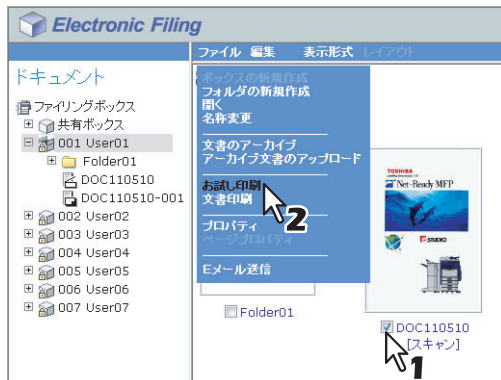 Electronic Filing
ファイル 編集 表示形式 レイアウト
ドキュメント
ファイリングボックス
共有ボックス
001 User01
Folder01
DOC110510
DOC110510-001
002 User02
003 User03
004 User04
005 User05
006 User06
007 User07
ボックスの新規作成
フォルダの新規作成
開く
名称変更
文書のアーカイブ
アーカイブ文書のアップロード
お試し印刷
文書印刷
プロパティ
ページプロパティ
Eメール送信
2
Folder01
TOSHIBA
Net-Ready MFP
e-STUDIO
DOC110510
[スキャン]
1